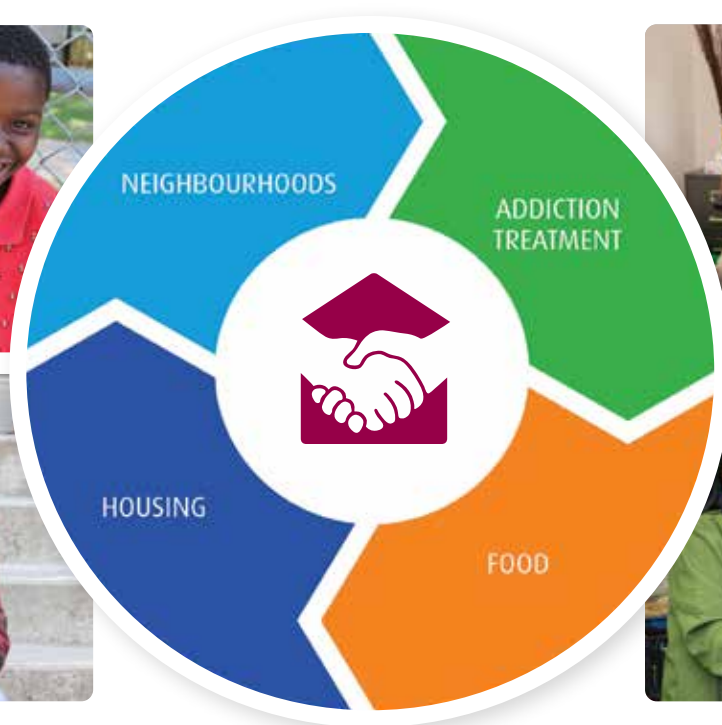 NEIGHBOURHOODS
ADDICTION
TREATMENT
HOUSING
FOOD